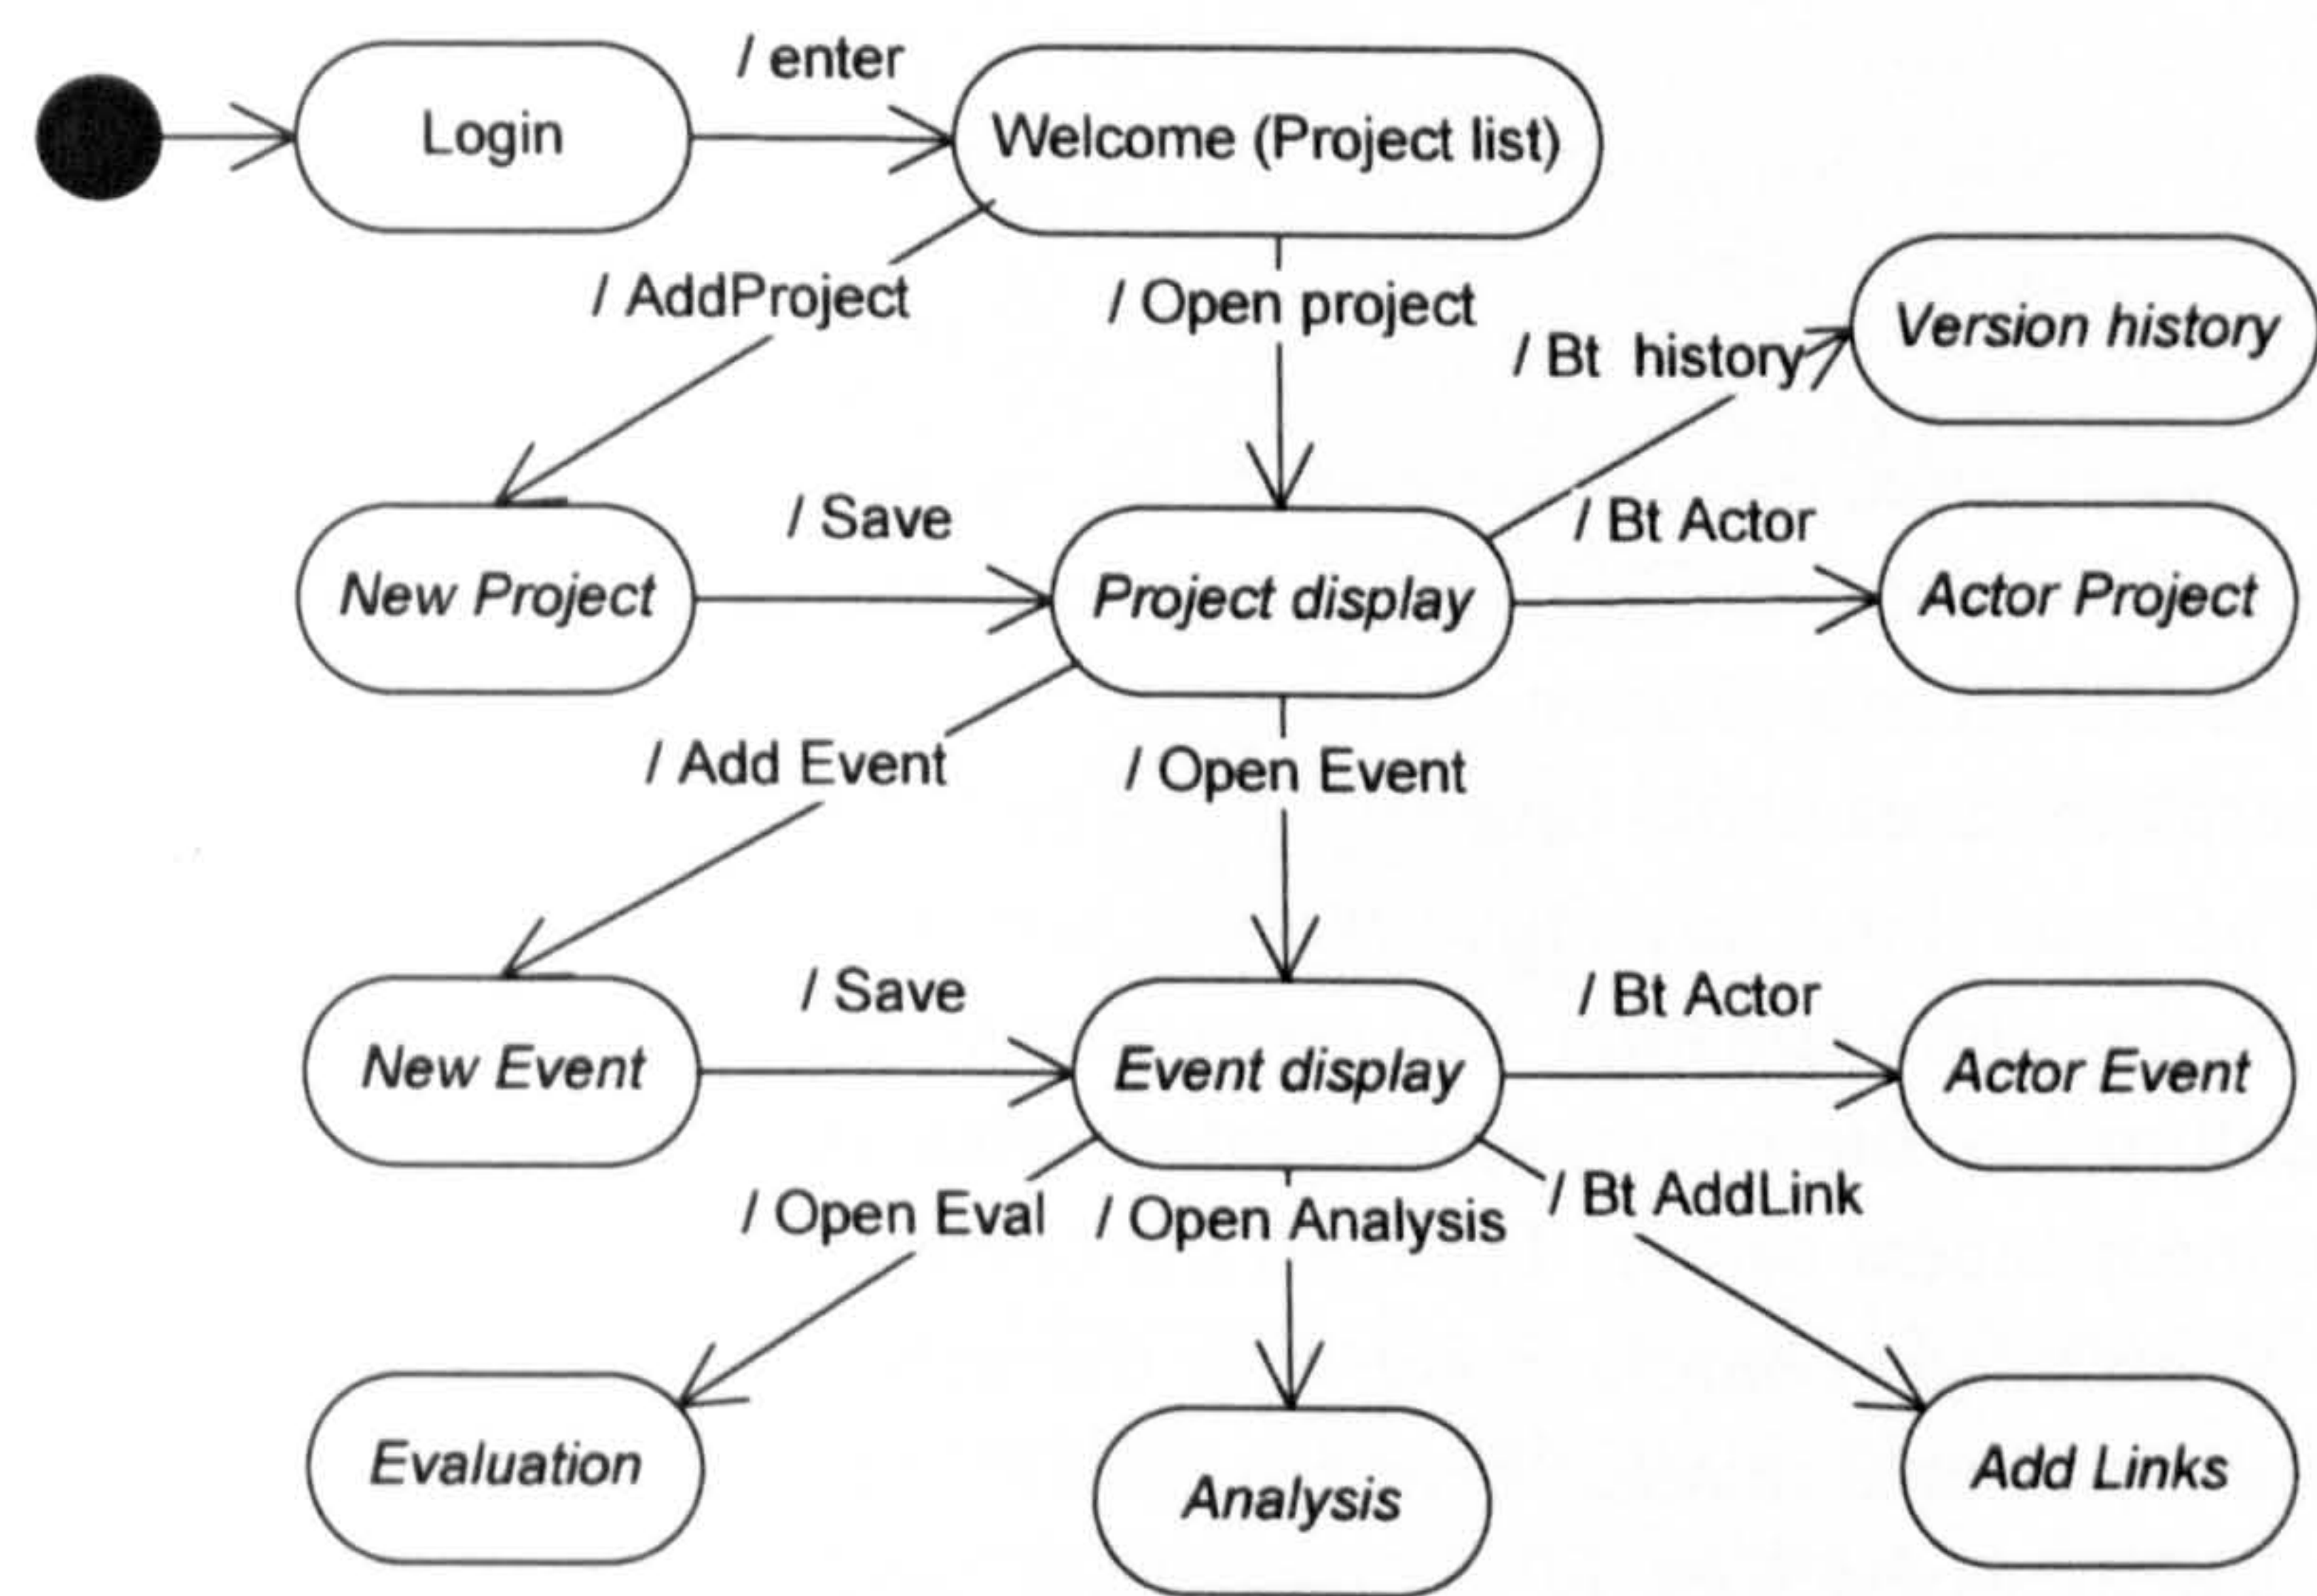 / enter
Login
Welcome (Project list)
/ AddProject
/ Open project
/ Bt  history
Version history
/ Save
/ Bt Actor
New Project
Project display
Actor Project
/ Add Event
/ Open Event
/ Save
/ Bt Actor
New Event
Event display
Actor Event
/ Open Eval
/ Open Analysis
/ Bt AddLink
Evaluation
Analysis
Add Links